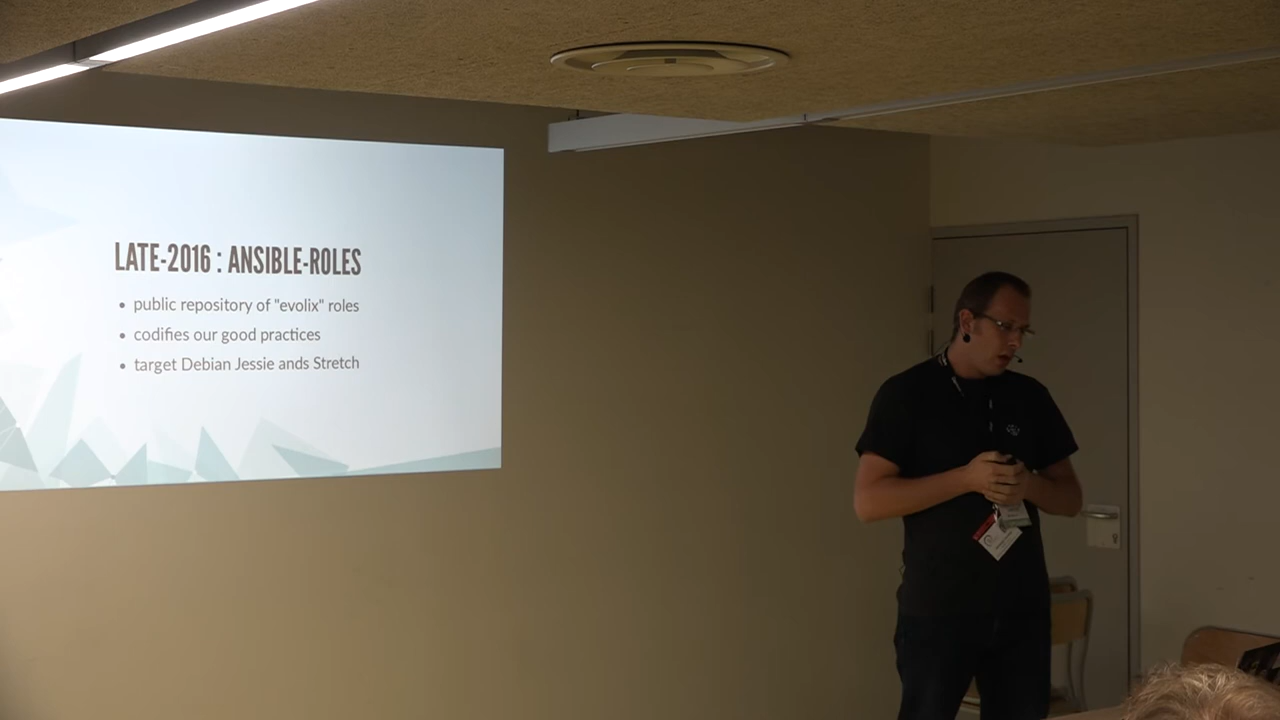 LATE-2016 : ANSIBLE-ROLES
• public repository of "evolix" roles
• codifies our good practices
• target Debian Jessie ands Stretch